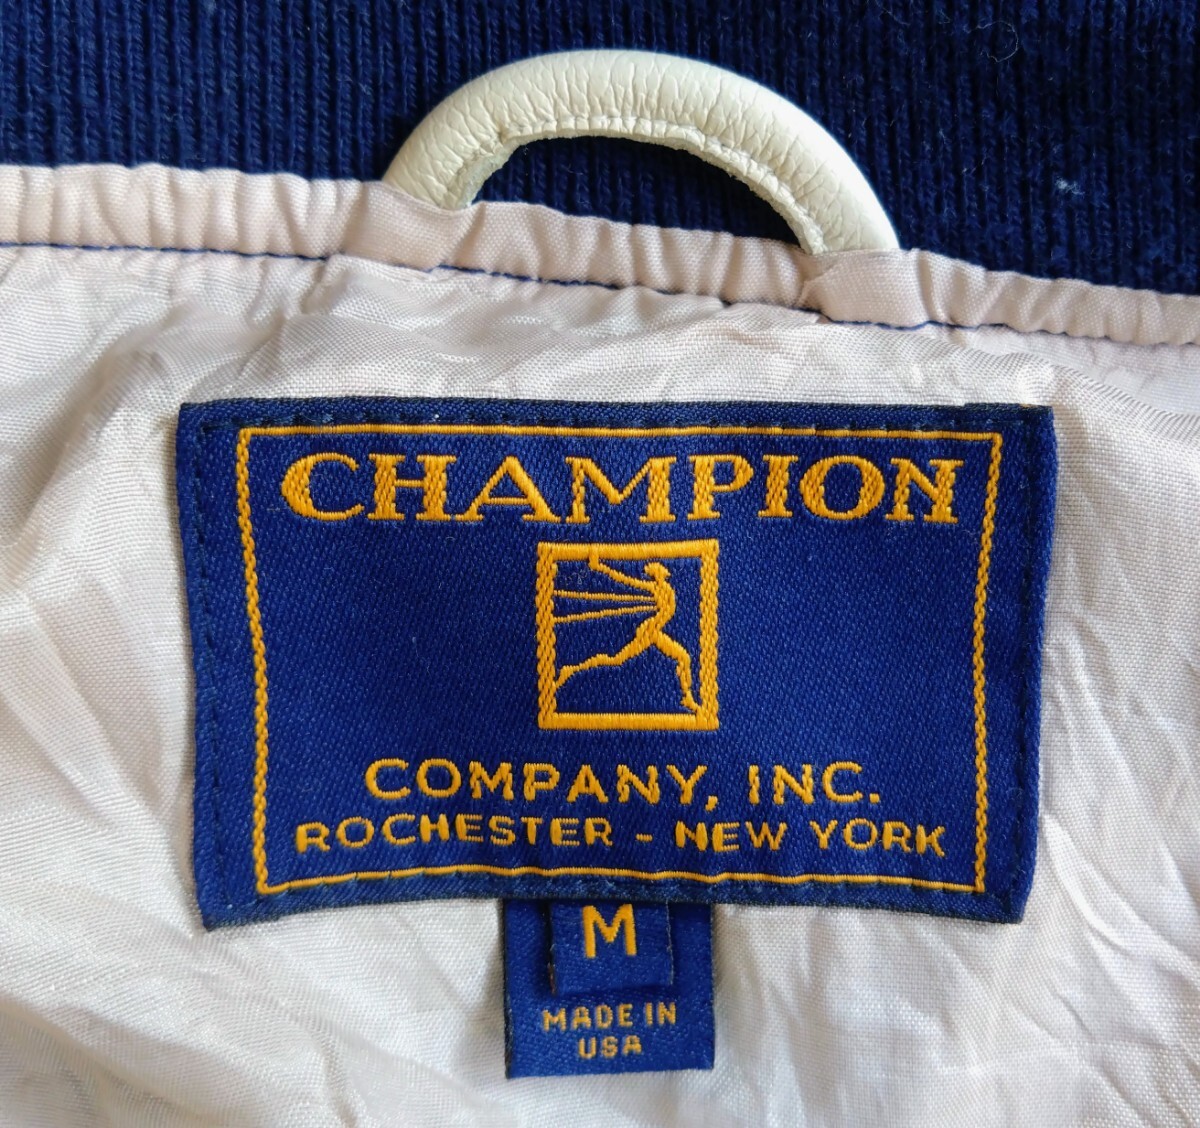 CHAMPION
COMPANY, INC.
ROCHESTER - NEW YORK
M
MADE IN
USA